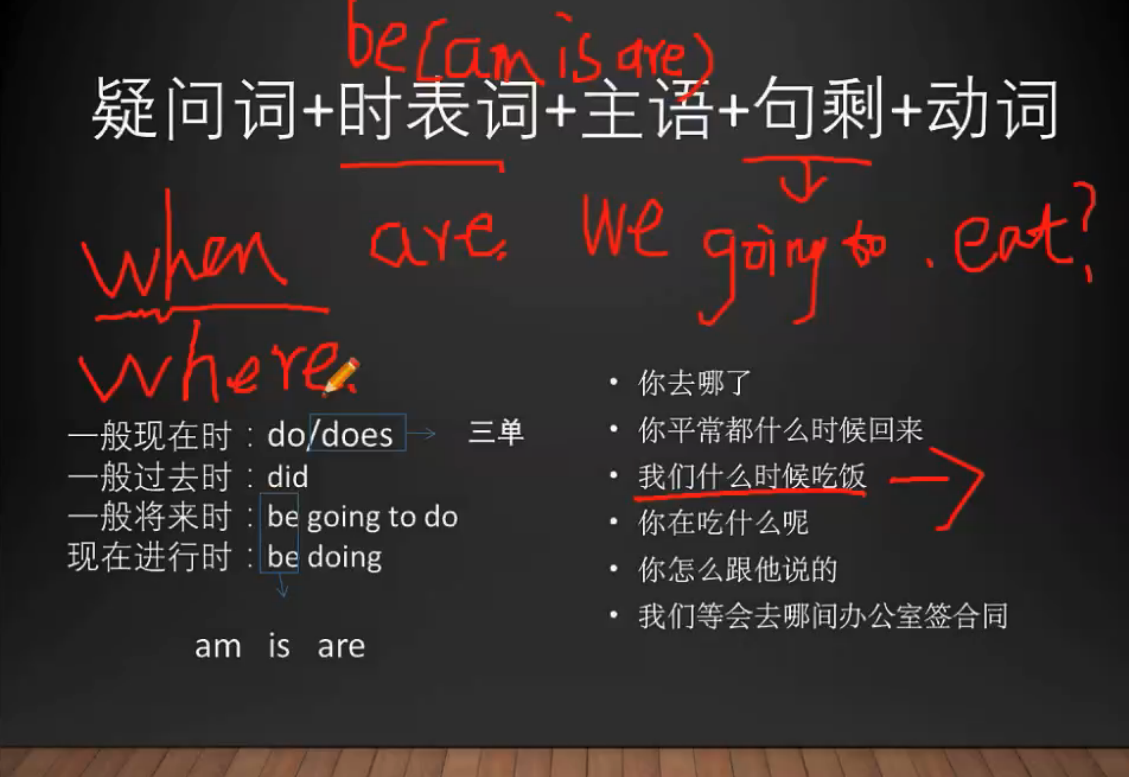 be(am is are)
疑问词+时表词+主语+句剩+动词
when are. we going to . eat?
where.
一般现在时：do/does 三单
一般过去时：did
一般将来时：be going to do
现在进行时：be doing
am is are
• 你去哪了
• 你平常都什么时候回来
• 我们什么时候吃饭
• 你在吃什么呢
• 你怎么跟他说的
• 我们等会去哪间办公室签合同